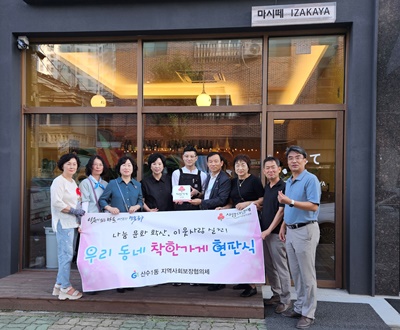 마시떼 IZAKAYA
나눔 문화 확산, 이웃사랑 실천!
우리 동네 착한가게 현판식
산수1동 지역사회보장협의체